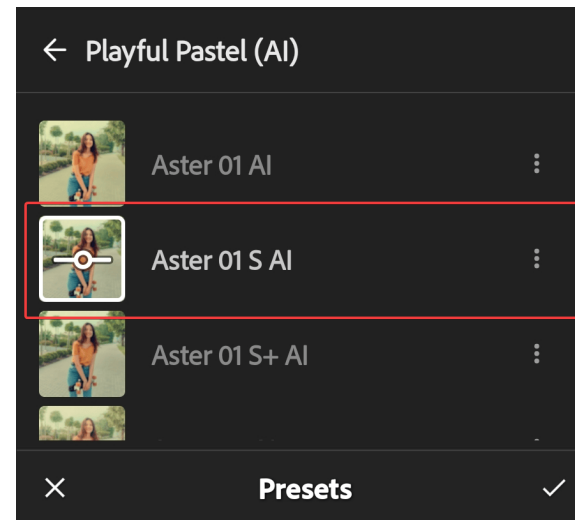 Playful Pastel (AI)
Aster 01 AI
Aster 01 S AI
Aster 01 S+ AI
Presets